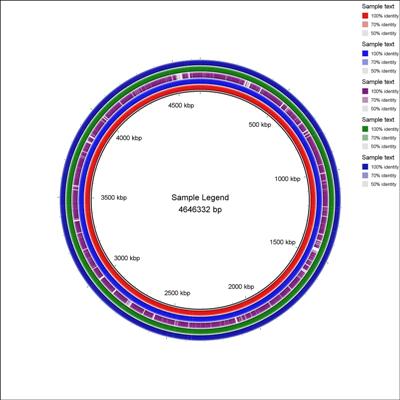 Sample text
100% identity
70% identity
50% identity
Sample text
100% identity
70% identity
50% identity
Sample text
100% identity
70% identity
50% identity
Sample text
100% identity
70% identity
50% identity
Sample text
100% identity
70% identity
50% identity
4500 kbp
500 kbp
4000 kbp
1000 kbp
3500 kbp
Sample Legend
4646332 bp
1500 kbp
3000 kbp
2000 kbp
2500 kbp